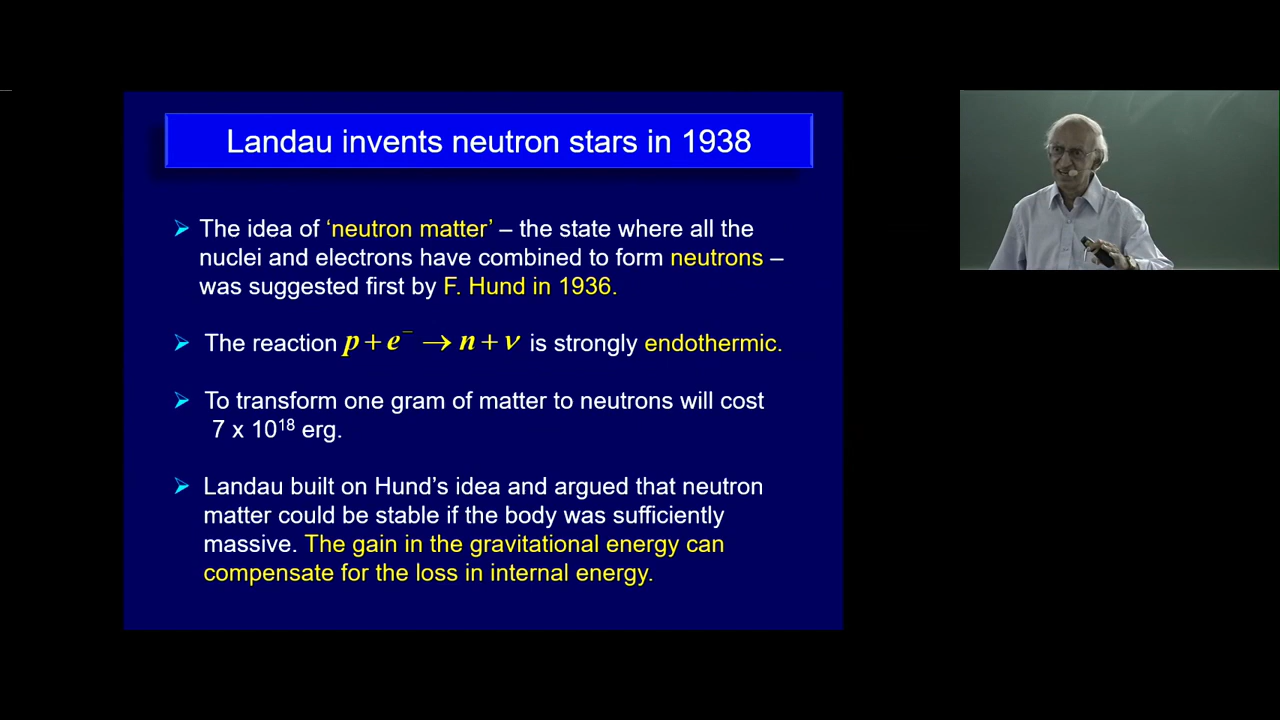 Landau invents neutron stars in 1938
➢ The idea of ‘neutron matter’ – the state where all the
nuclei and electrons have combined to form neutrons –
was suggested first by F. Hund in 1936.
➢ The reaction p + e⁻ → n + ν is strongly endothermic.
➢ To transform one gram of matter to neutrons will cost
7 x 10¹⁸ erg.
➢ Landau built on Hund’s idea and argued that neutron
matter could be stable if the body was sufficiently
massive. The gain in the gravitational energy can
compensate for the loss in internal energy.